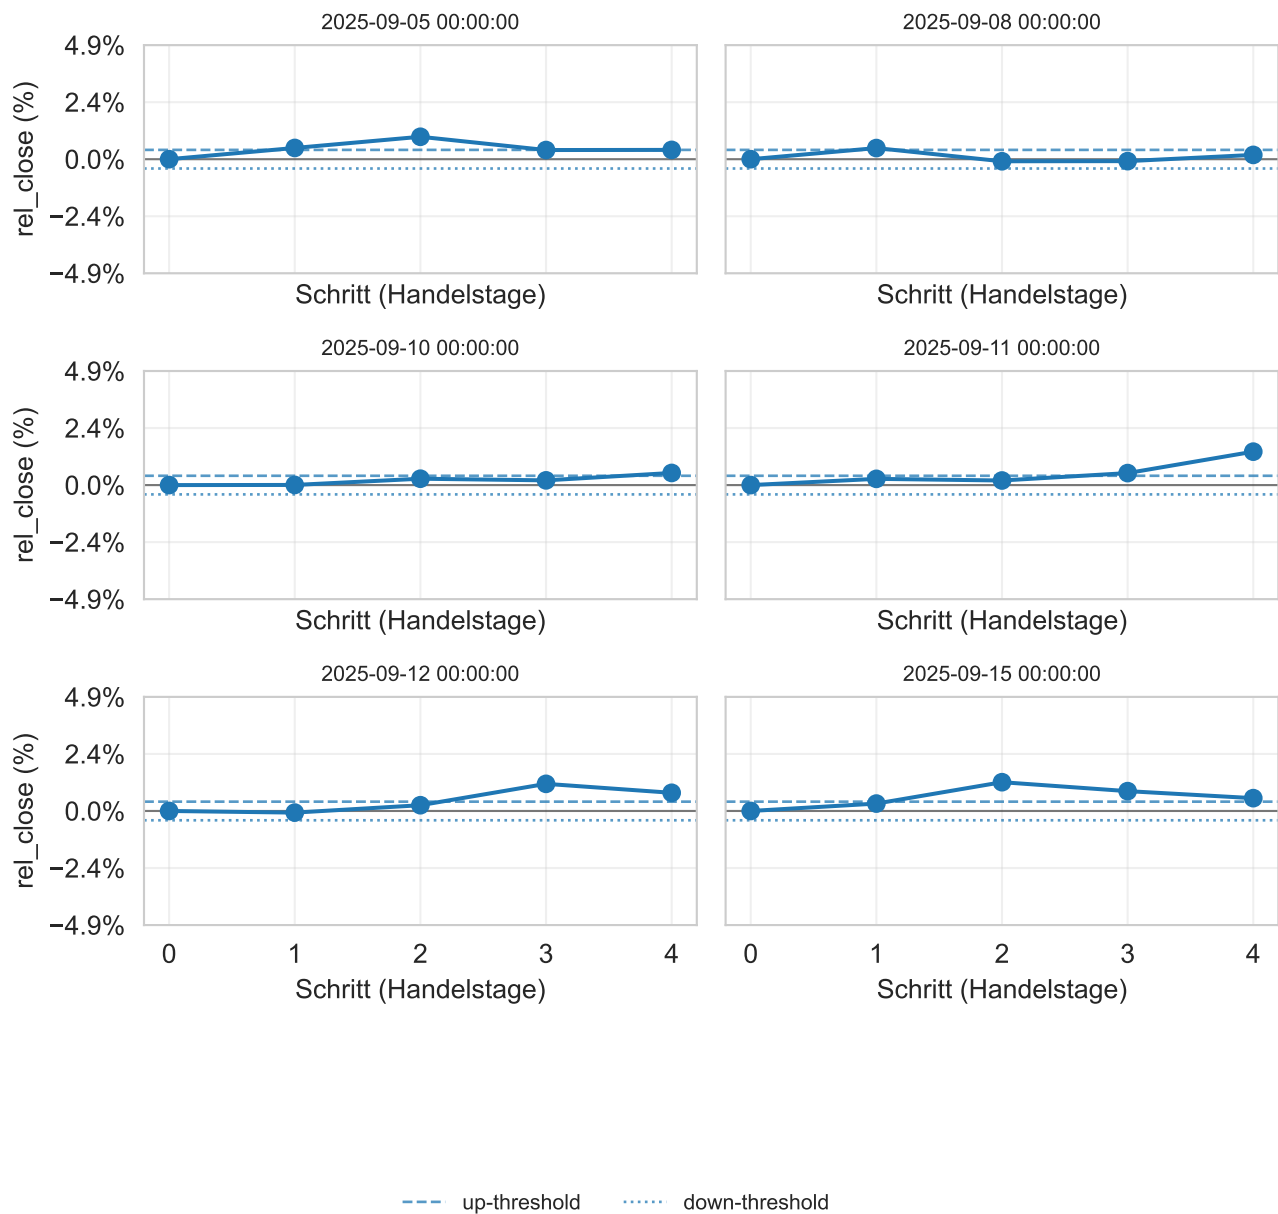 2025-09-05 00:00:00 2025-09-08 00:00:00
4.9%
2.4%
0.0%
−2.4%
−4.9%
rel_close (%)
Schritt (Handelstage) Schritt (Handelstage)
2025-09-10 00:00:00 2025-09-11 00:00:00
4.9%
2.4%
0.0%
−2.4%
−4.9%
rel_close (%)
Schritt (Handelstage) Schritt (Handelstage)
2025-09-12 00:00:00 2025-09-15 00:00:00
4.9%
2.4%
0.0%
−2.4%
−4.9%
rel_close (%)
0 1 2 3 4 0 1 2 3 4
Schritt (Handelstage) Schritt (Handelstage)
up-threshold down-threshold